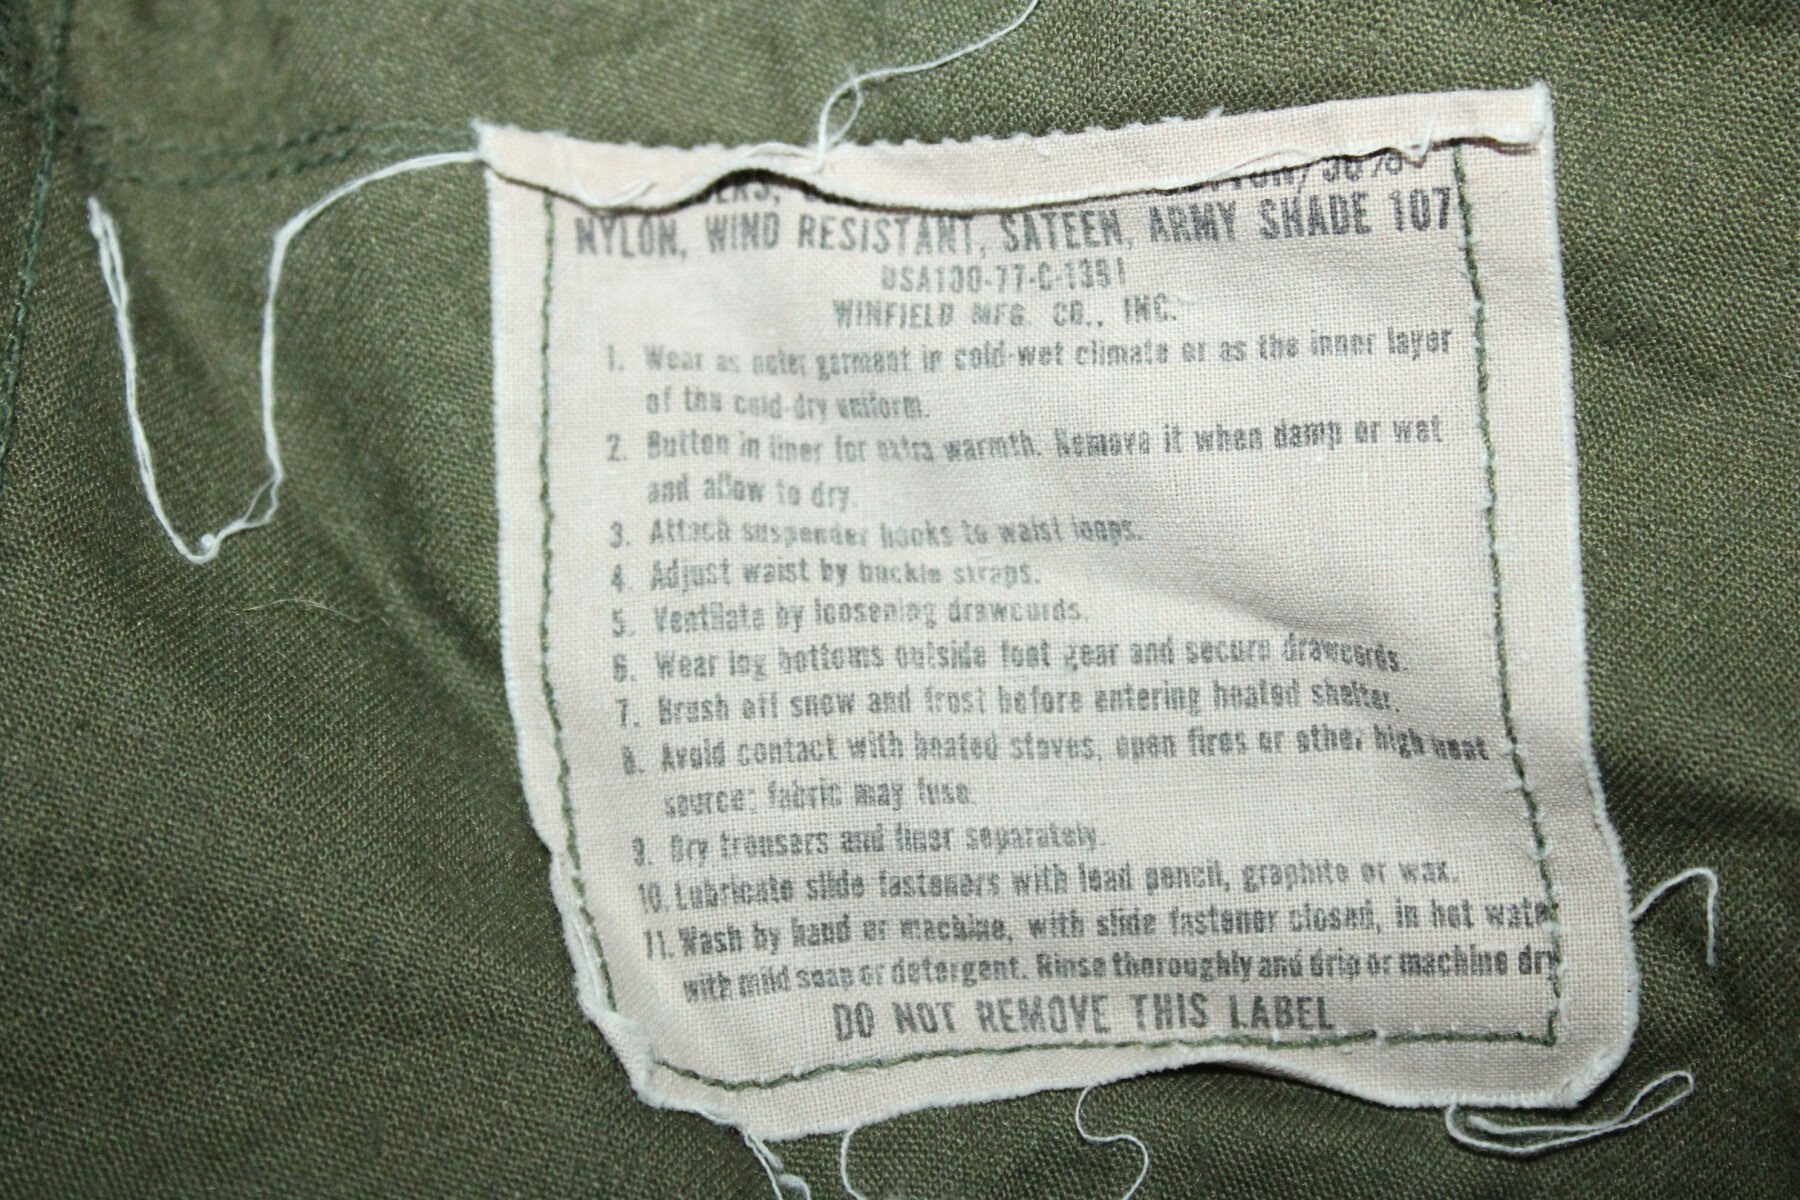 NYLON, WIND RESISTANT, SATEEN, ARMY SHADE 107
DSA100-77-C-1391
WINFIELD MFG. CO., INC.
1. Wear as outer garment in cold-wet climate or as the inner layer
of the cold-dry uniform.
2. Button in liner for extra warmth. Remove it when damp or wet
and allow to dry.
3. Attach suspender hooks to waist loops.
4. Adjust waist by buckle straps.
5. Ventilate by loosening drawcords.
6. Wear leg bottoms outside foot gear and secure drawcords.
7. Brush off snow and frost before entering heated shelter.
8. Avoid contact with heated stoves, open fires or other high heat
source; fabric may fuse.
9. Dry trousers and liner separately.
10. Lubricate slide fasteners with lead pencil, graphite or wax.
11. Wash by hand or machine, with slide fastener closed, in hot water
with mild soap or detergent. Rinse thoroughly and drip or machine dry
DO NOT REMOVE THIS LABEL